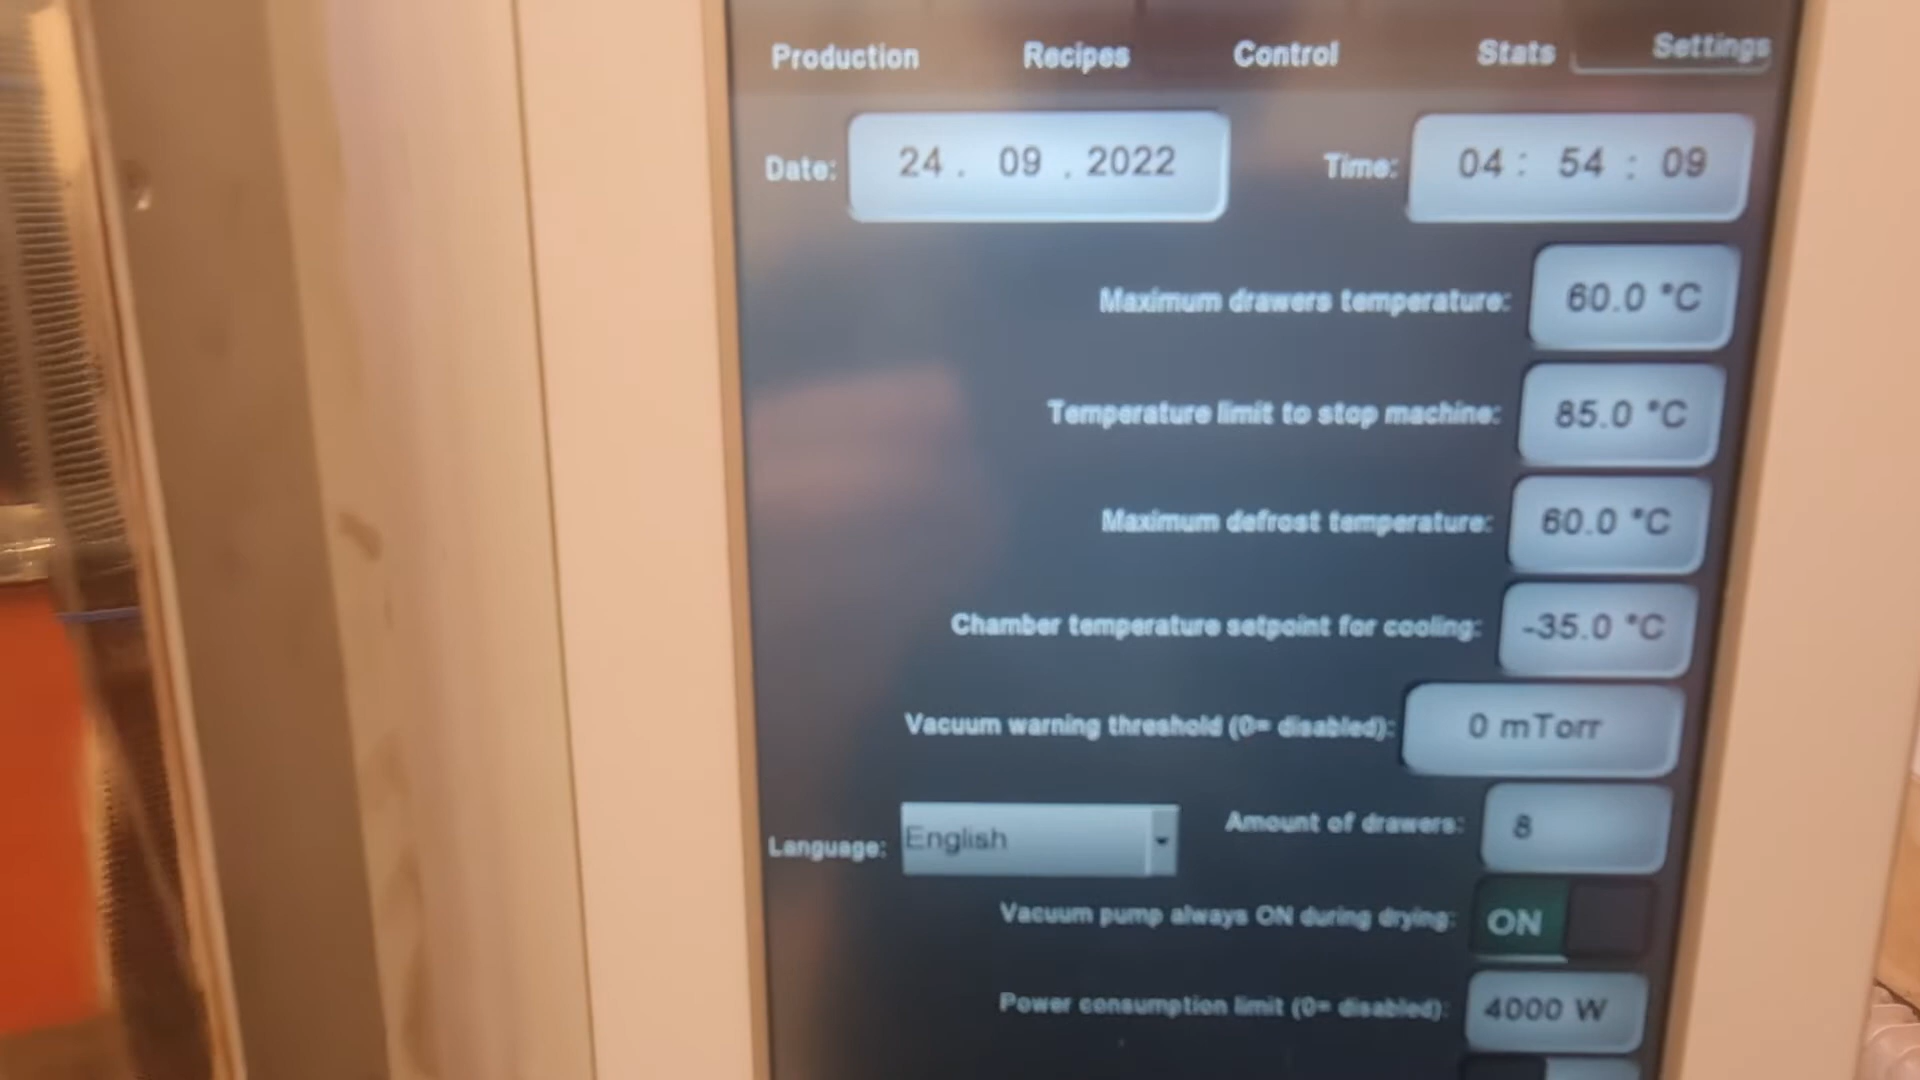 Production Recipes Control Stats Settings
Date: 24 . 09 . 2022 Time: 04 : 54 : 09
Maximum drawers temperature: 60.0 °C
Temperature limit to stop machine: 85.0 °C
Maximum defrost temperature: 60.0 °C
Chamber temperature setpoint for cooling: -35.0 °C
Vacuum warning threshold (0= disabled): 0 mTorr
Language: English Amount of drawers: 8
Vacuum pump always ON during drying: ON
Power consumption limit (0= disabled): 4000 W